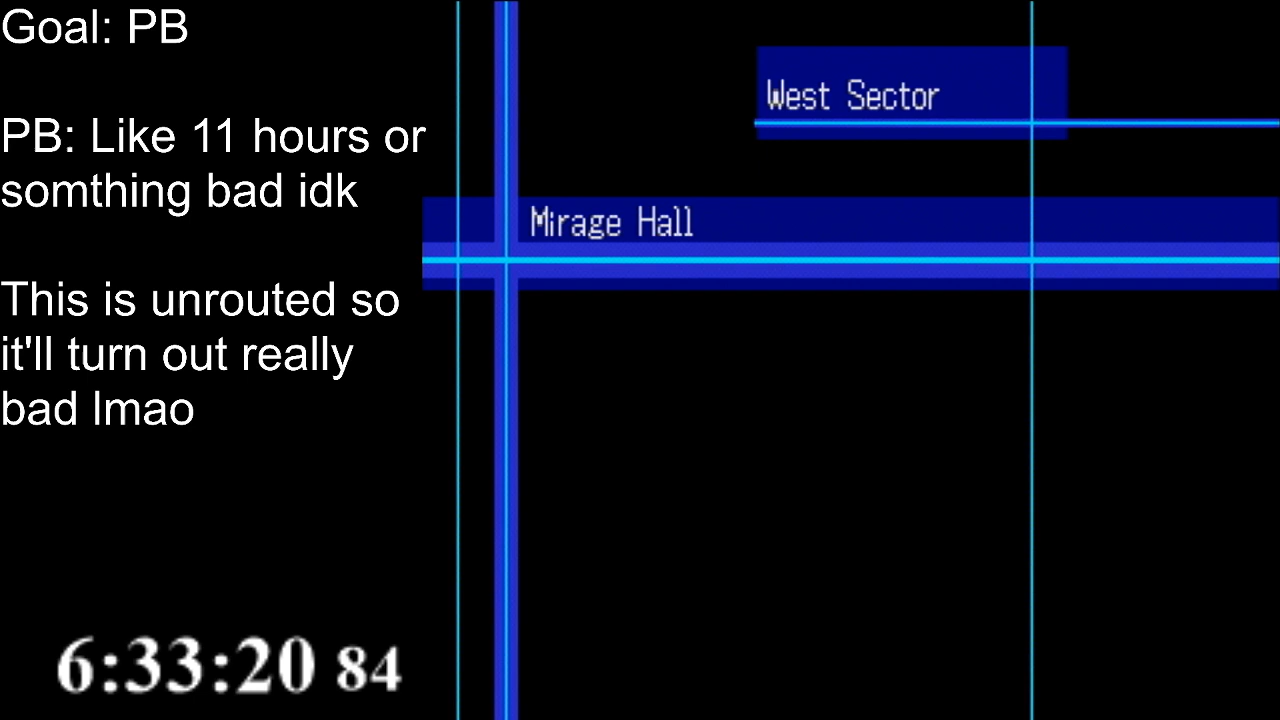 Goal: PB
PB: Like 11 hours or
somthing bad idk
This is unrouted so
it'll turn out really
bad lmao
West Sector
Mirage Hall
6:33:20 84